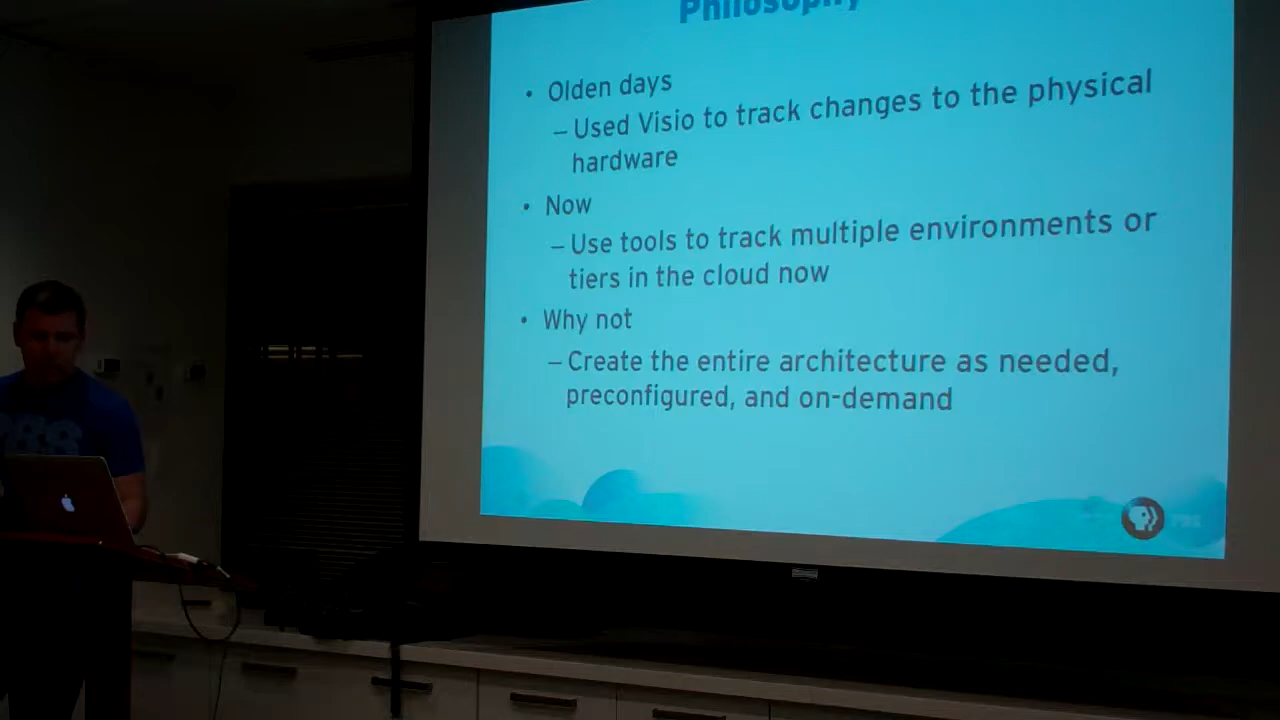 Philosophy
• Olden days
– Used Visio to track changes to the physical
hardware
• Now
– Use tools to track multiple environments or
tiers in the cloud now
• Why not
– Create the entire architecture as needed,
preconfigured, and on-demand
PBS